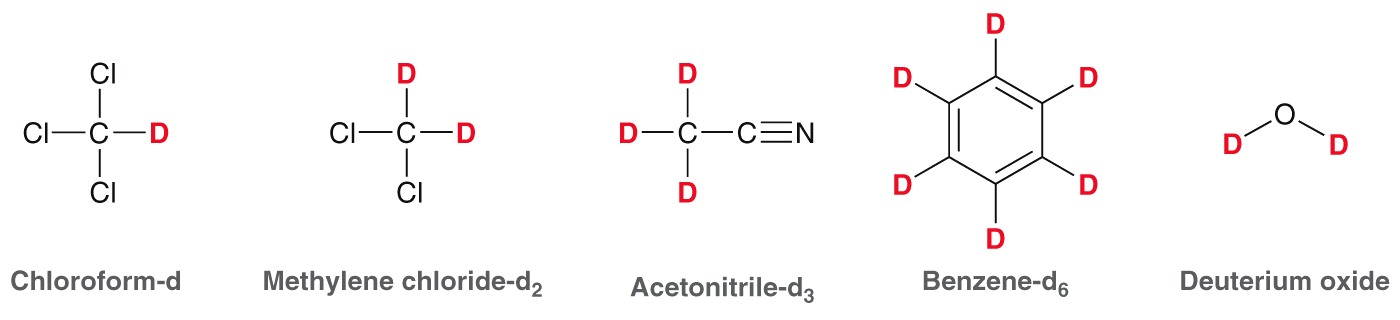 Cl
Cl C D
Cl
Chloroform-d
D
Cl C D
Cl
Methylene chloride-d₂
D
D C C N
D
Acetonitrile-d₃
D
D D
D D
D
Benzene-d₆
O
D D
Deuterium oxide